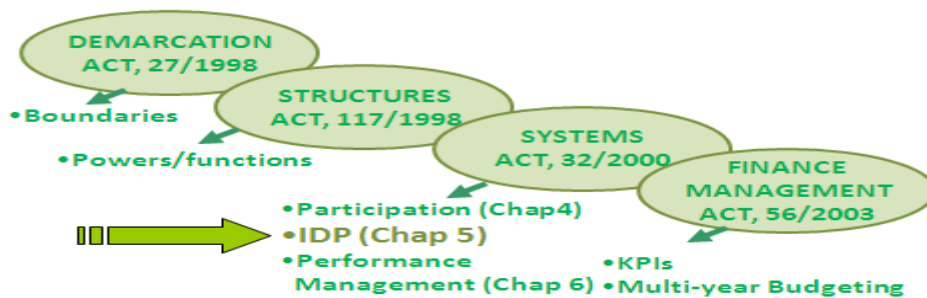 DEMARCATION
ACT, 27/1998
•Boundaries
STRUCTURES
ACT, 117/1998
•Powers/functions
SYSTEMS
ACT, 32/2000
•Participation (Chap4)
•IDP (Chap 5)
•Performance
Management (Chap 6)
FINANCE
MANAGEMENT
ACT, 56/2003
•KPIs
•Multi-year Budgeting